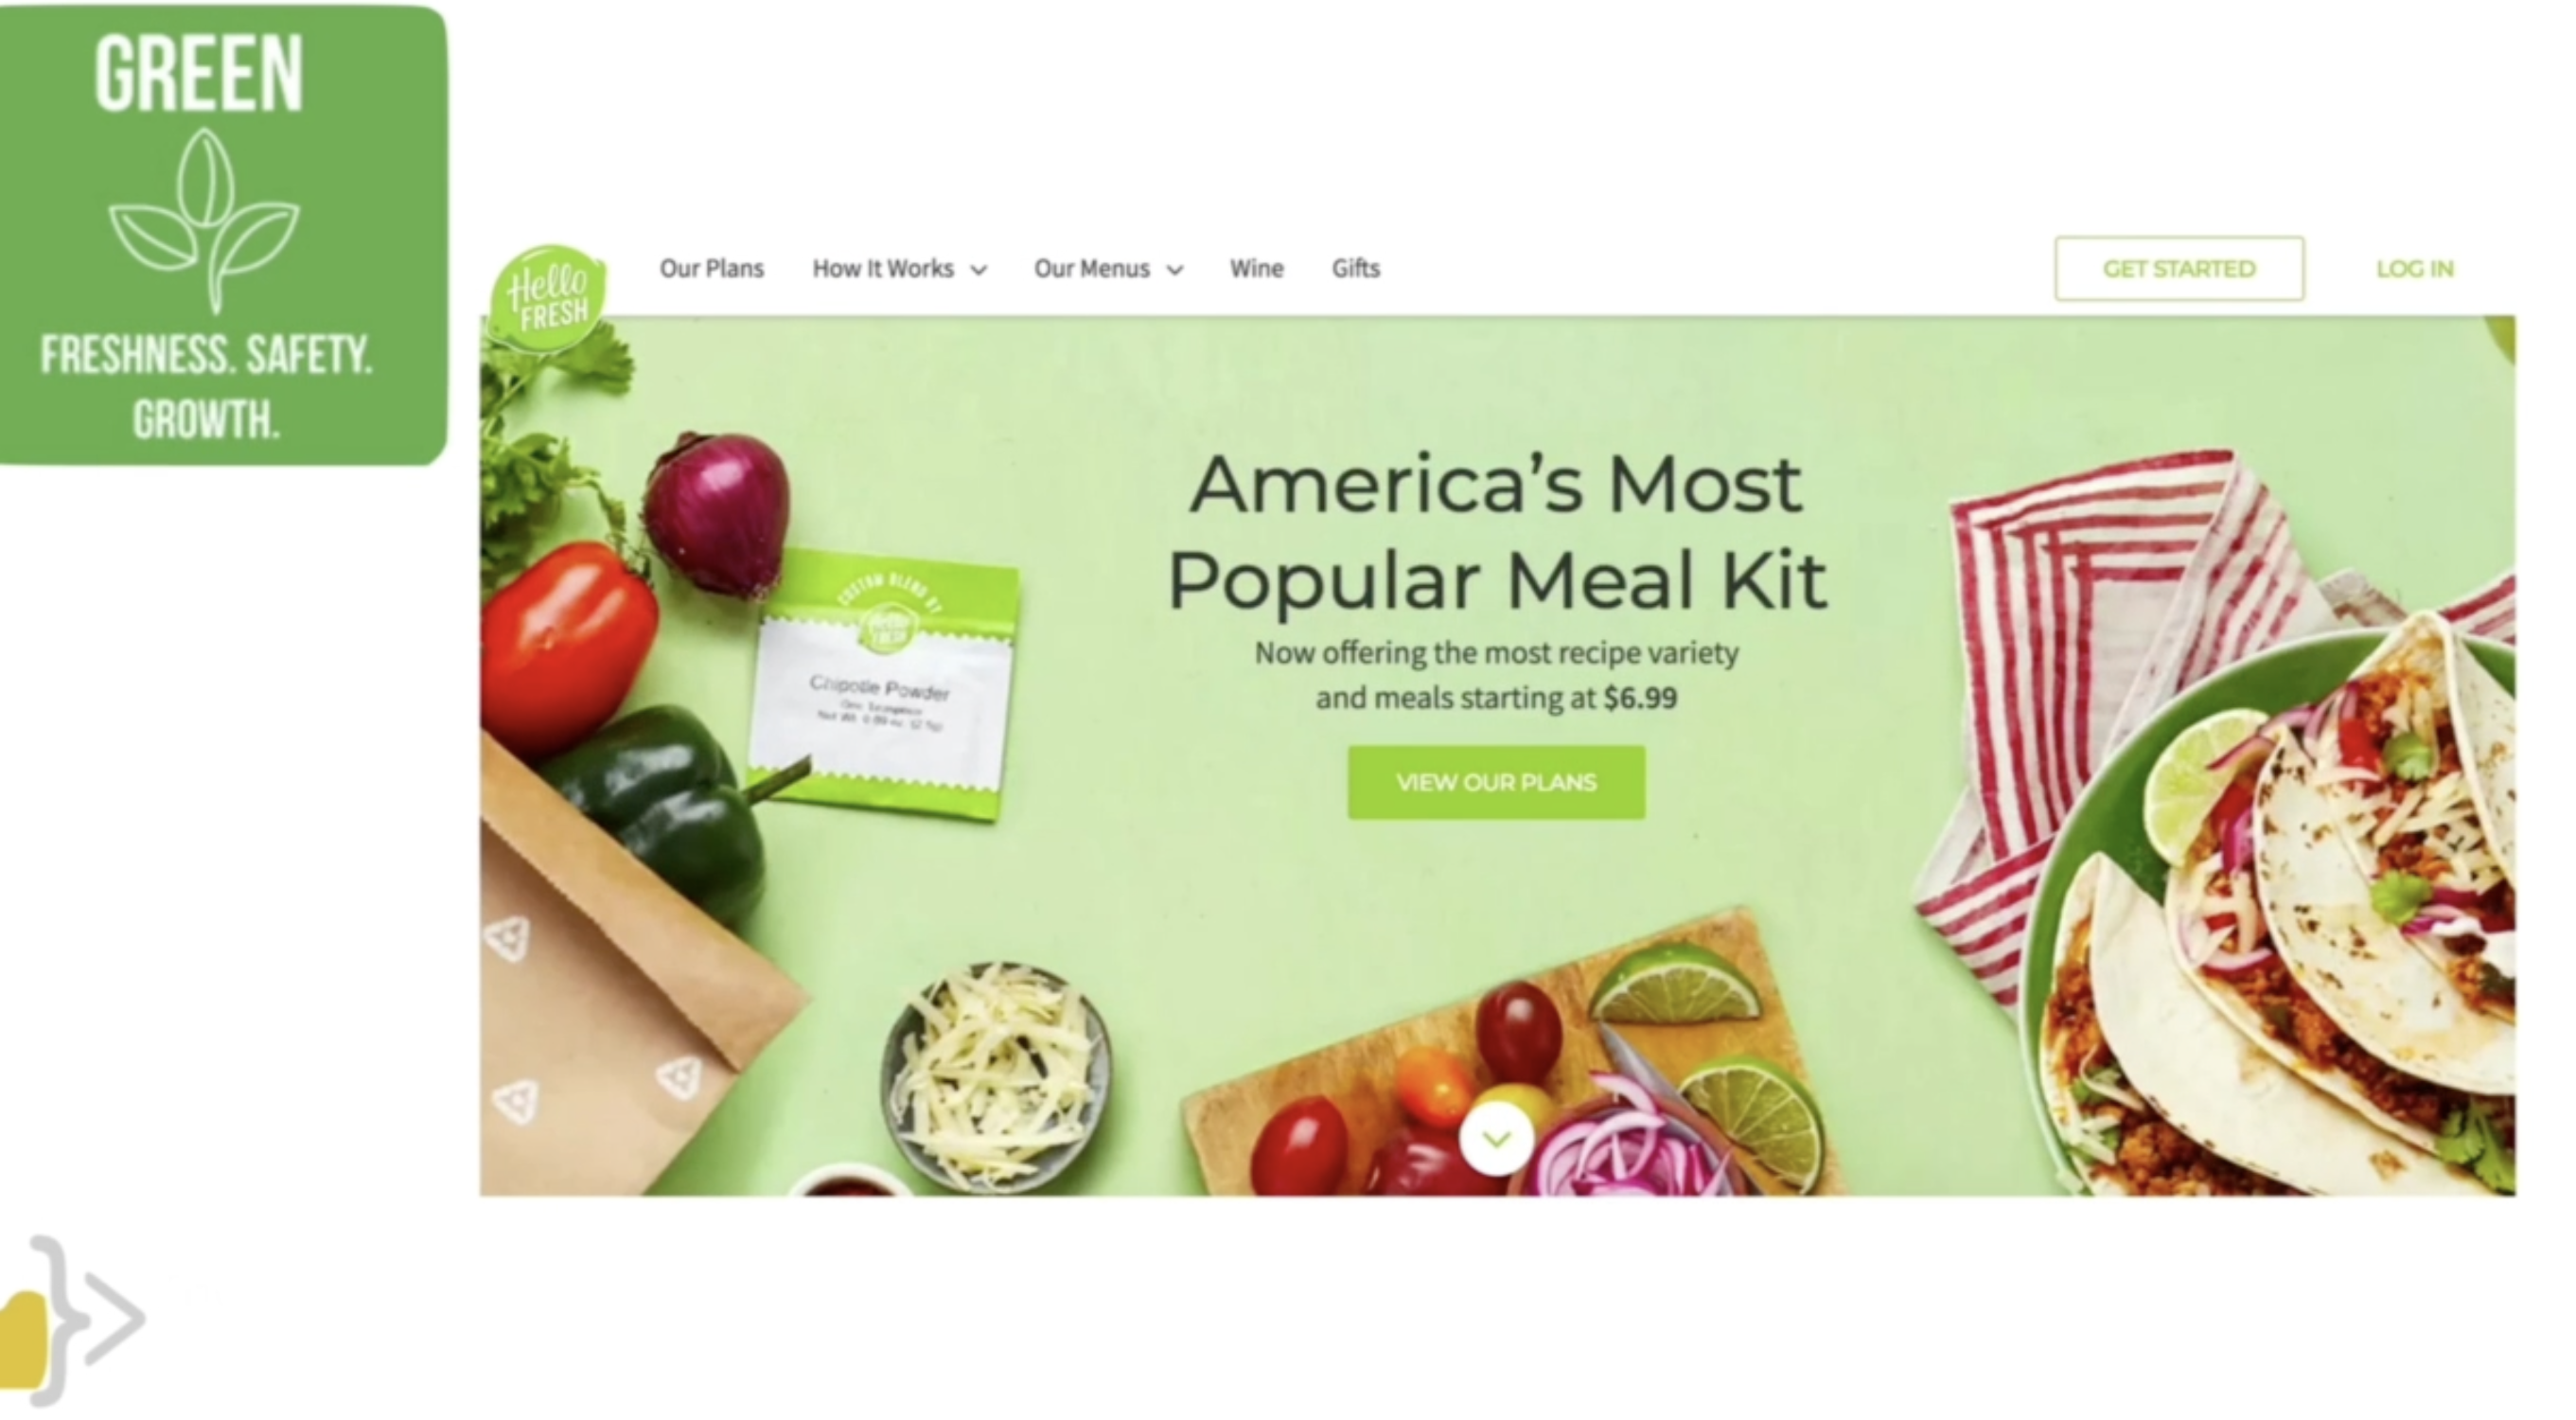 GREEN
FRESHNESS. SAFETY.
GROWTH.
Hello
FRESH
Our Plans
How It Works
Our Menus
Wine
Gifts
GET STARTED
LOG IN
America's Most
Popular Meal Kit
Now offering the most recipe variety
and meals starting at $6.99
VIEW OUR PLANS
CUSTOM BLEND BY
Hello
FRESH
Chipotle Powder
}>